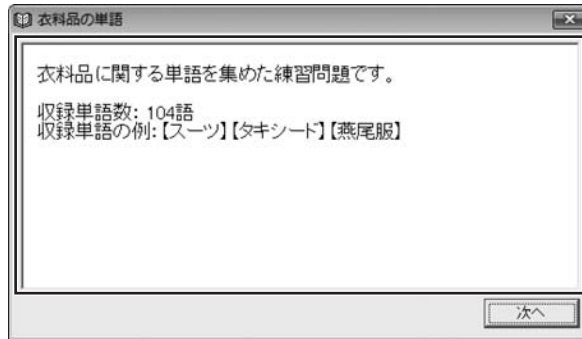 衣料品の単語
衣料品に関する単語を集めた練習問題です。
収録単語数: 104語
収録単語の例:【スーツ】【タキシード】【燕尾服】
次へ